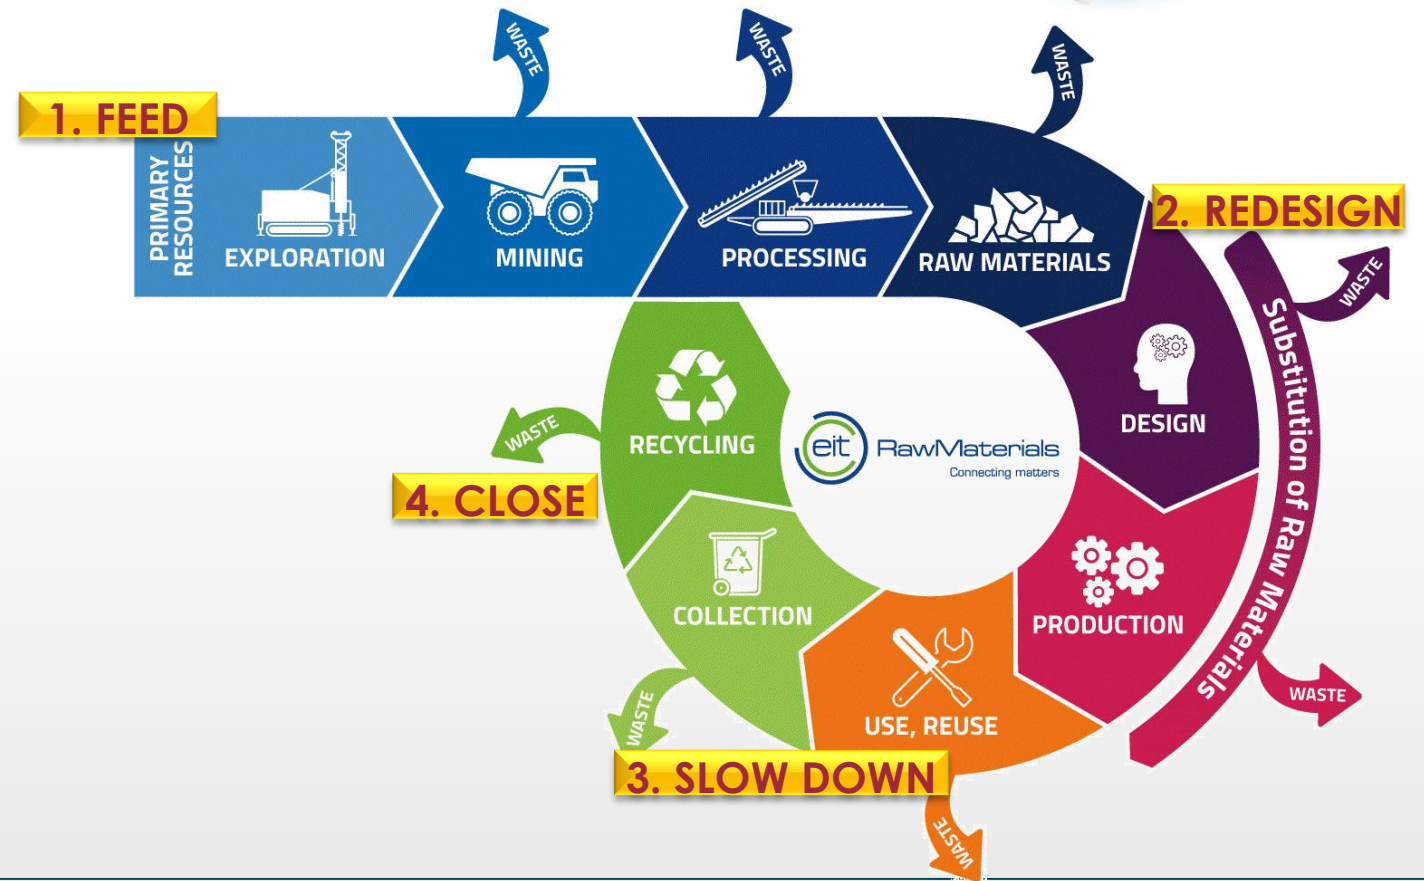 WASTE
WASTE
WASTE
1. FEED
PRIMARY
RESOURCES
EXPLORATION
MINING
PROCESSING
RAW MATERIALS
2. REDESIGN
WASTE
Substitution of Raw Materials
DESIGN
RECYCLING
WASTE
eit RawMaterials
Connecting matters
4. CLOSE
COLLECTION
PRODUCTION
WASTE
WASTE
USE, REUSE
3. SLOW DOWN
WASTE